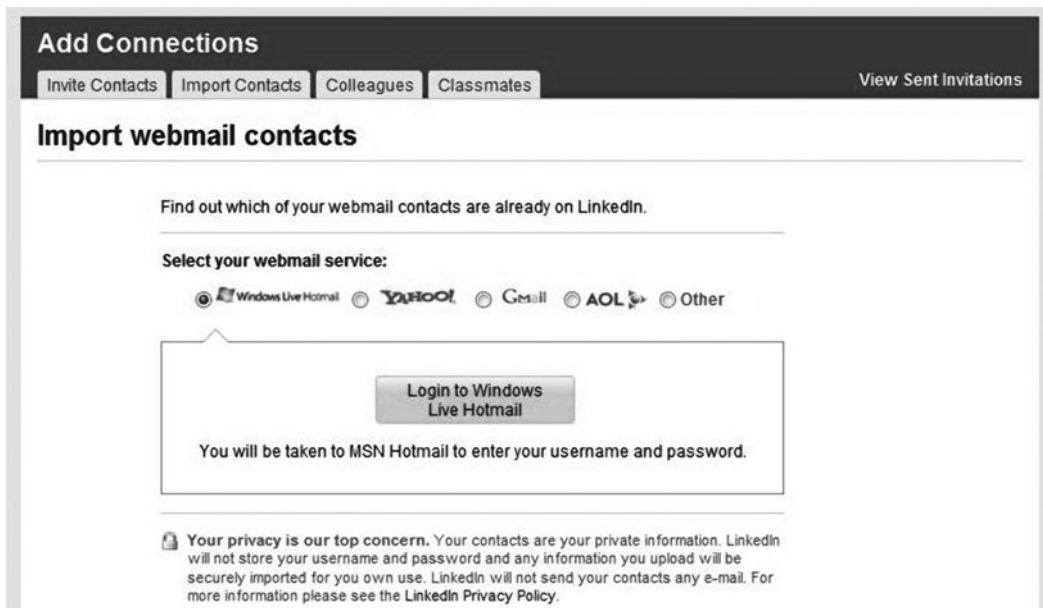 Add Connections
Invite Contacts Import Contacts Colleagues Classmates View Sent Invitations
Import webmail contacts
Find out which of your webmail contacts are already on LinkedIn.
Select your webmail service:
Windows Live Hotmail YAHOO! Gmail AOL Other
Login to Windows
Live Hotmail
You will be taken to MSN Hotmail to enter your username and password.
Your privacy is our top concern. Your contacts are your private information. LinkedIn
will not store your username and password and any information you upload will be
securely imported for you own use. LinkedIn will not send your contacts any e-mail. For
more information please see the LinkedIn Privacy Policy.